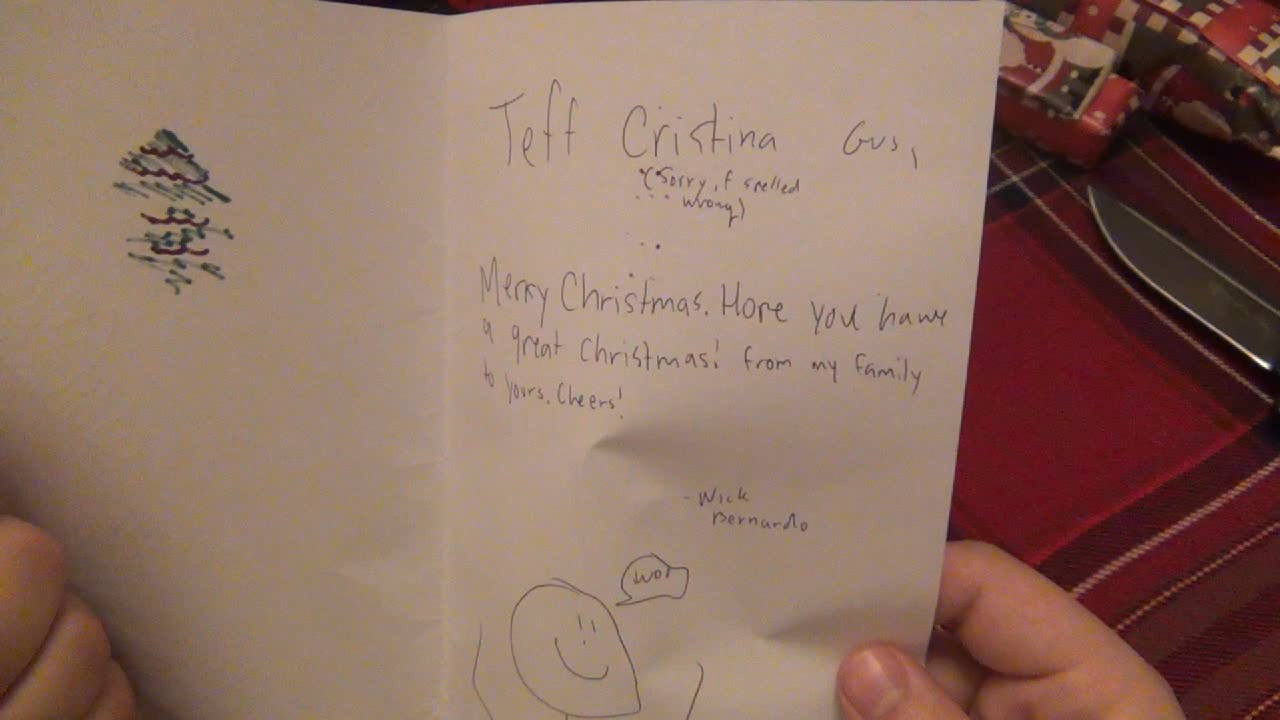 Jeff Cristina Gus,
(Sorry if spelled
wrong)
Merry Christmas. Hope you have
a great Christmas! From my family
to yours. Cheers!
- Nick
Bernardo